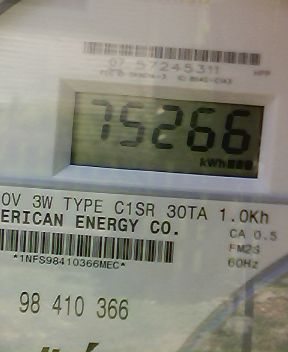 07 57245311
75266
kWh
0V 3W TYPE C1SR 30TA 1.0Kh
ERICAN ENERGY CO.
CA 0.5
FM2S
60Hz
*1NFS98410366MEC*
98 410 366